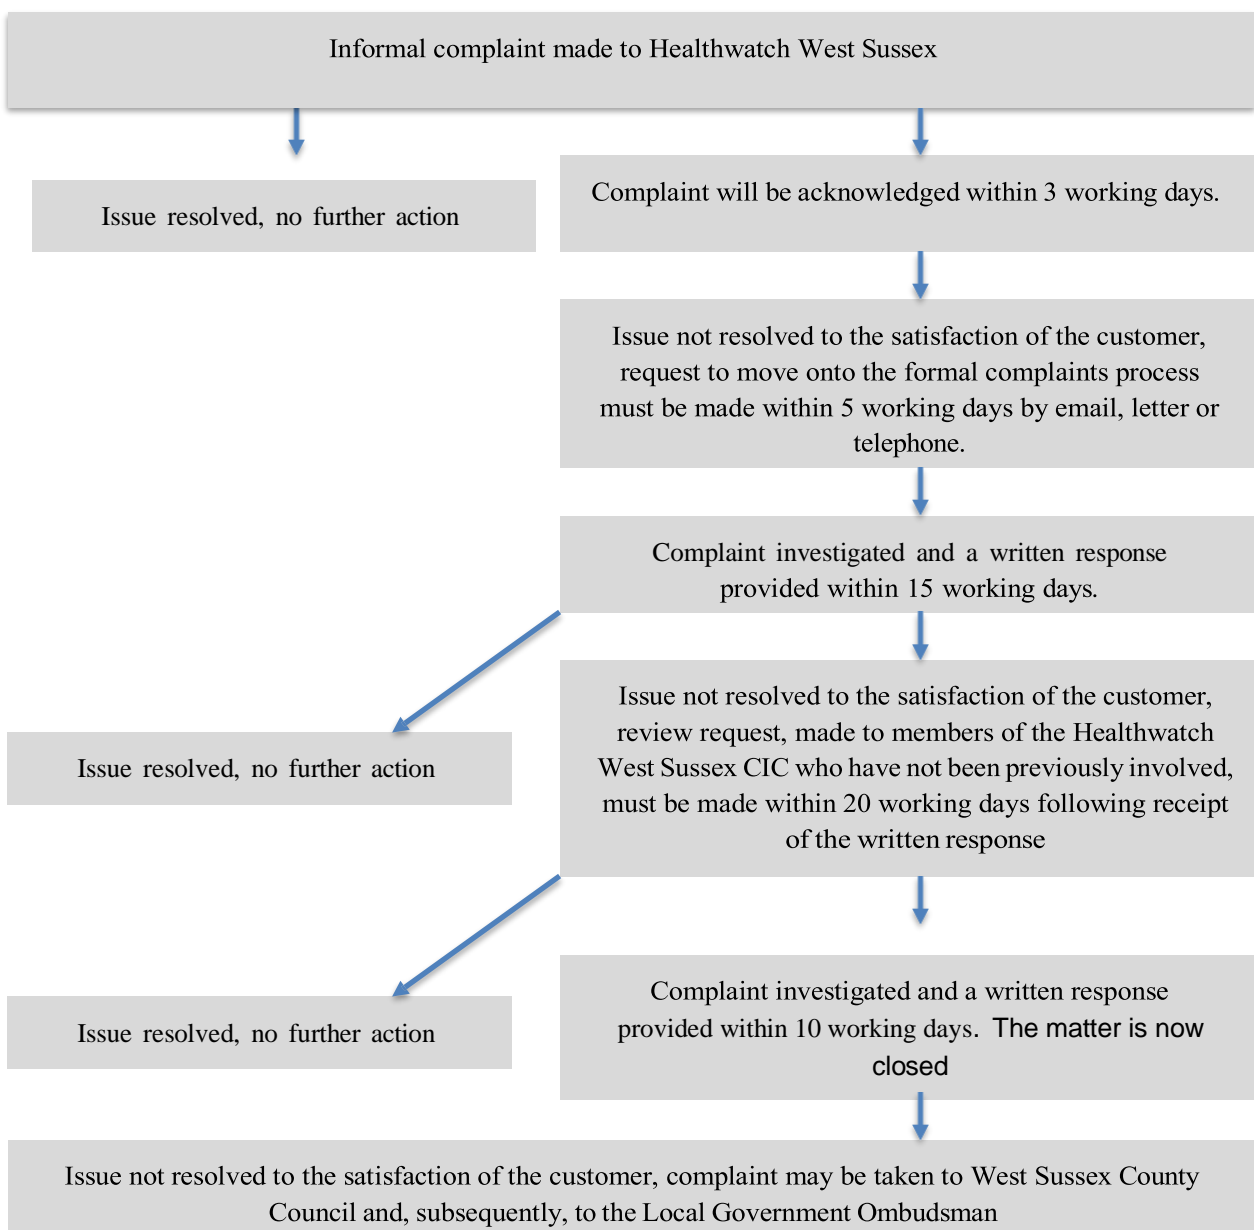 Informal complaint made to Healthwatch West Sussex
Issue resolved, no further action
Complaint will be acknowledged within 3 working days.
Issue not resolved to the satisfaction of the customer,
request to move onto the formal complaints process
must be made within 5 working days by email, letter or
telephone.
Complaint investigated and a written response
provided within 15 working days.
Issue resolved, no further action
Issue not resolved to the satisfaction of the customer,
review request, made to members of the Healthwatch
West Sussex CIC who have not been previously involved,
must be made within 20 working days following receipt
of the written response
Issue resolved, no further action
Complaint investigated and a written response
provided within 10 working days. The matter is now
closed
Issue not resolved to the satisfaction of the customer, complaint may be taken to West Sussex County
Council and, subsequently, to the Local Government Ombudsman